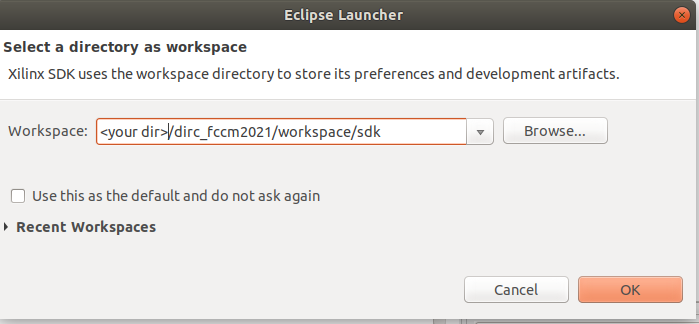 Eclipse Launcher
Select a directory as workspace
Xilinx SDK uses the workspace directory to store its preferences and development artifacts.
Workspace: <your dir>/dirc_fccm2021/workspace/sdk Browse...
Use this as the default and do not ask again
Recent Workspaces
Cancel OK